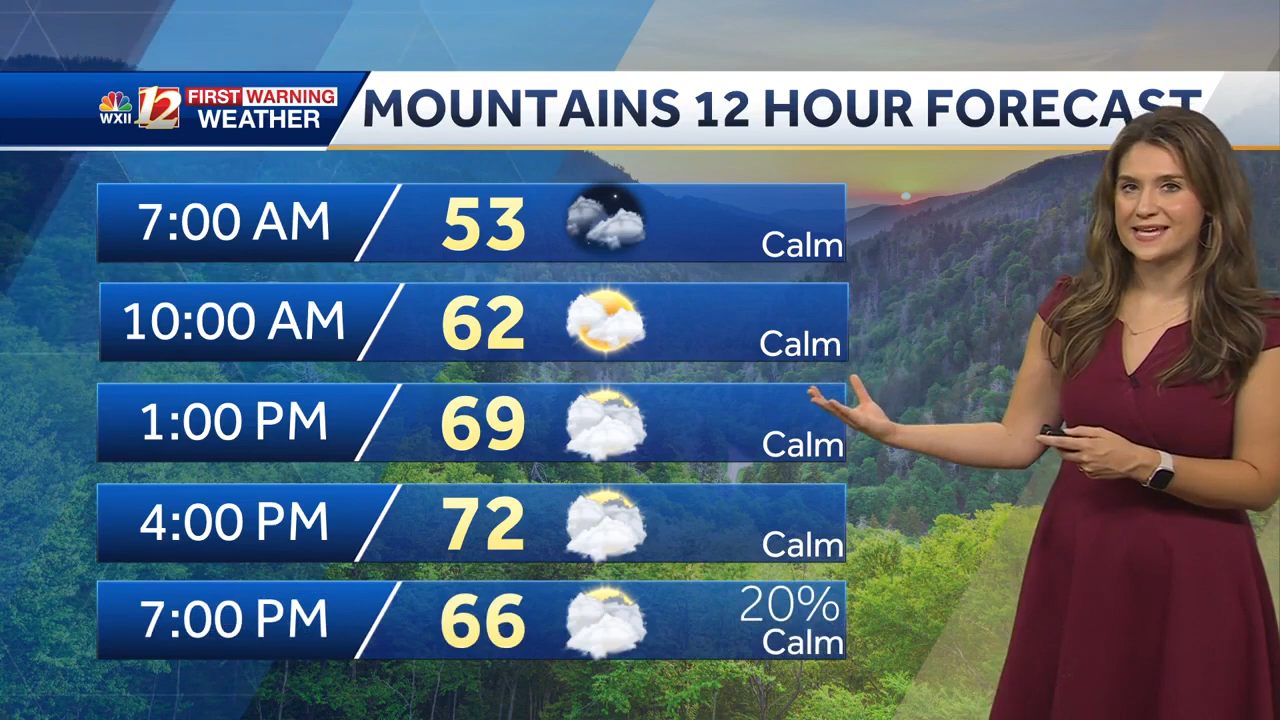 WXII 12 FIRST WARNING WEATHER
MOUNTAINS 12 HOUR FORECAST
7:00 AM 53 Calm
10:00 AM 62 Calm
1:00 PM 69 Calm
4:00 PM 72 Calm
7:00 PM 66 20% Calm